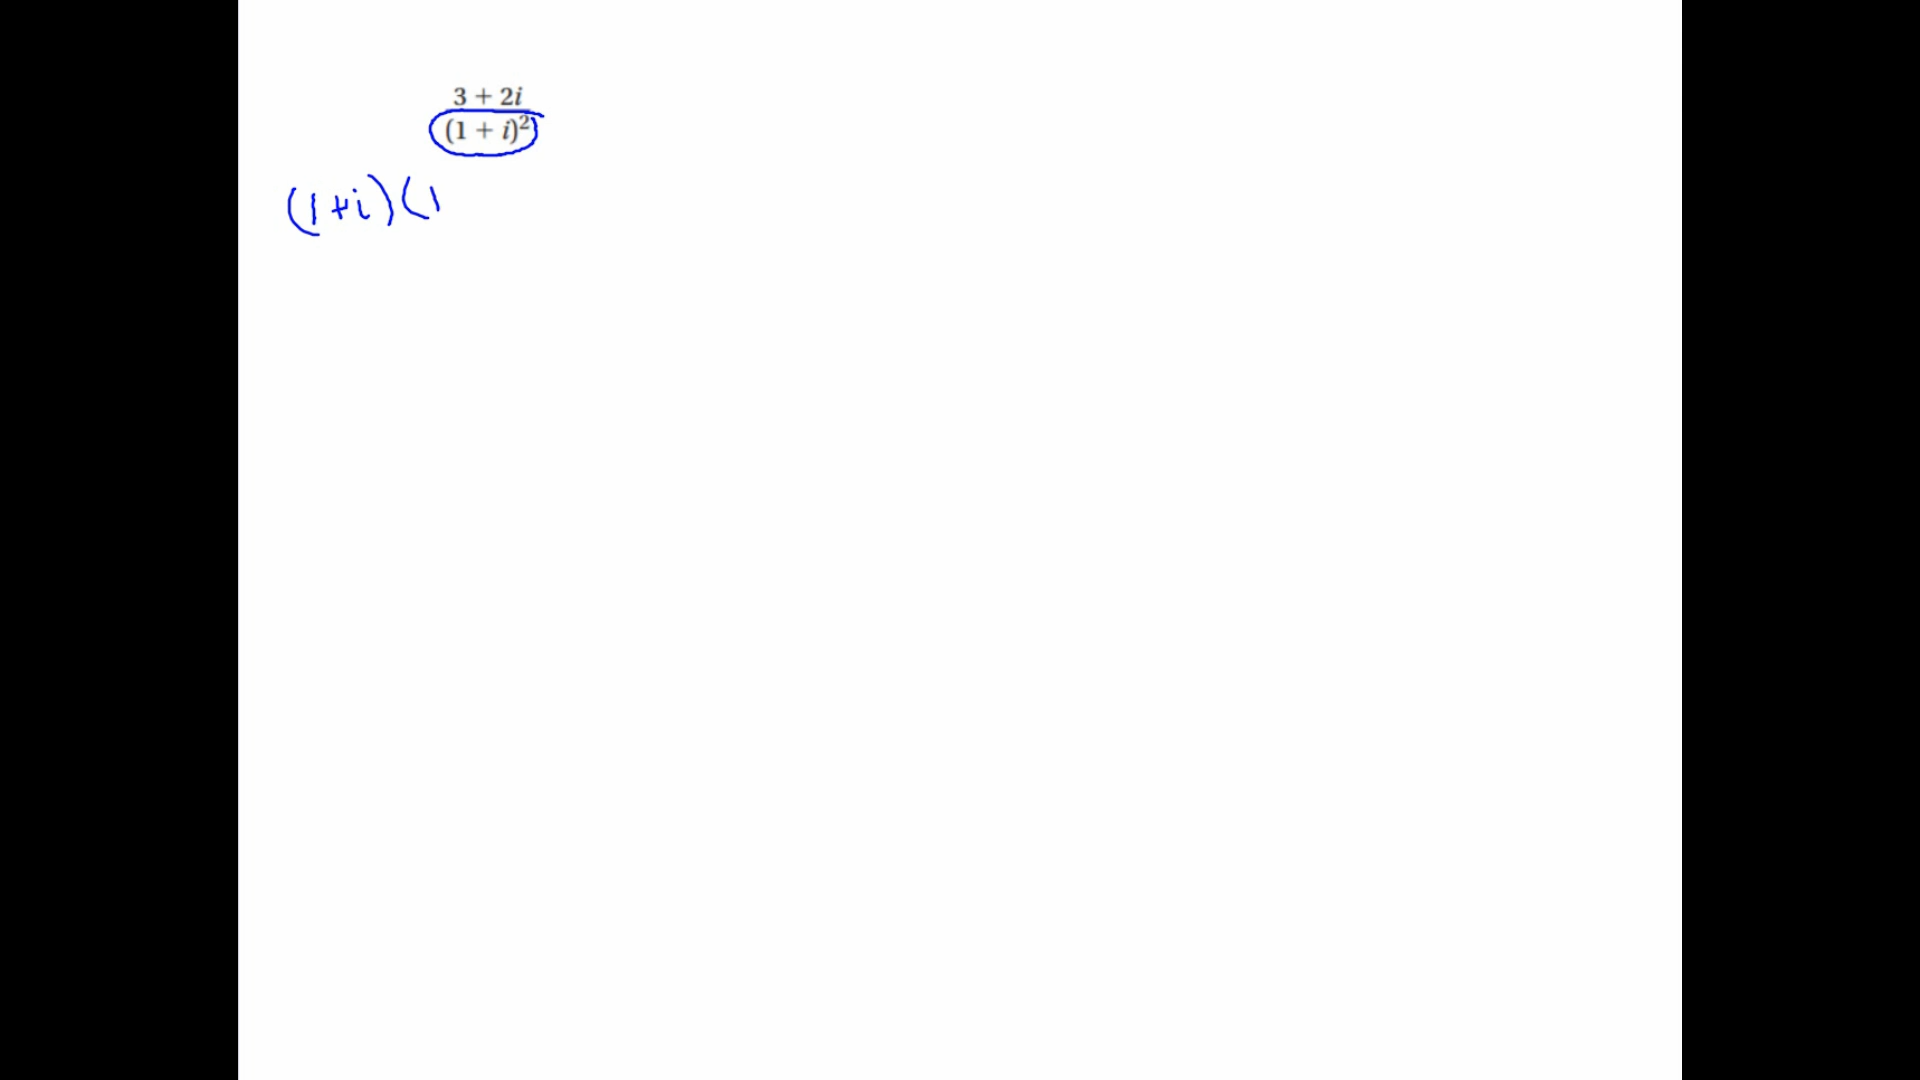 3 + 2i
(1 + i)²
(1+i)(1